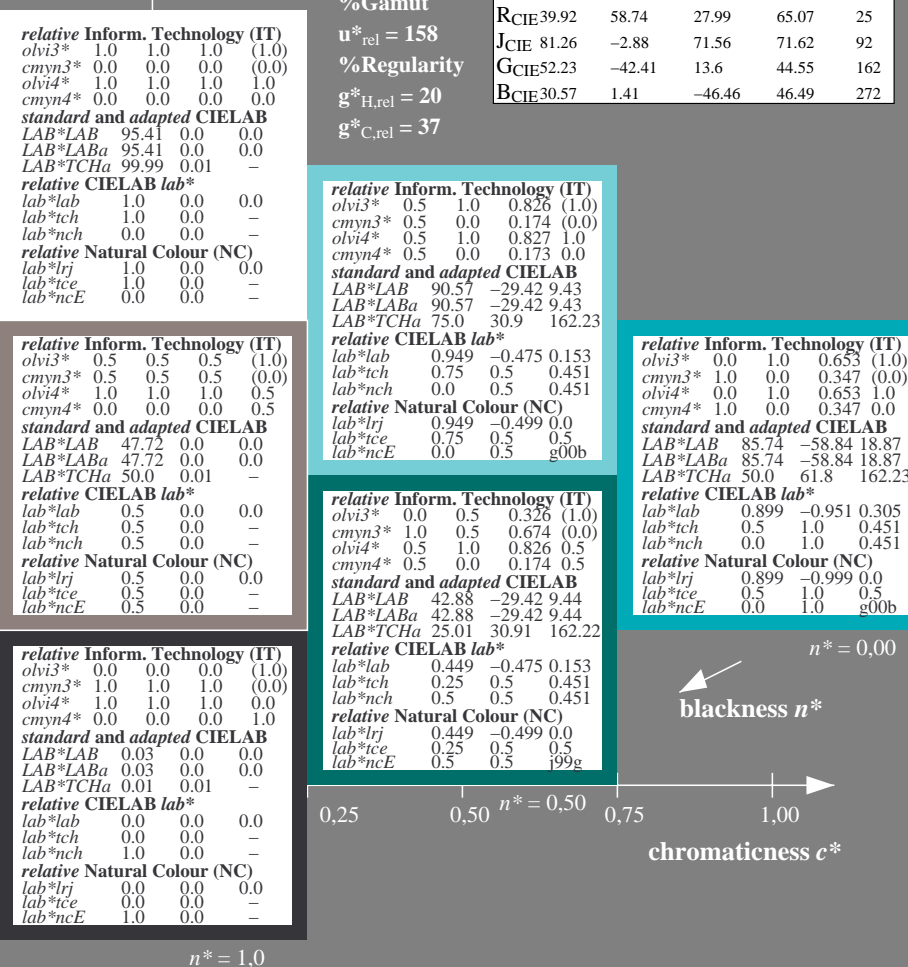 %Gamut
u*rel = 158
%Regularity
g*H,rel = 20
g*C,rel = 37
RCIE 39.92 58.74 27.99 65.07 25
JCIE 81.26 −2.88 71.56 71.62 92
GCIE 52.23 −42.41 13.6 44.55 162
BCIE 30.57 1.41 −46.46 46.49 272
relative Inform. Technology (IT)
olvi3* 1.0 1.0 1.0 (1.0)
cmyn3* 0.0 0.0 0.0 (0.0)
olvi4* 1.0 1.0 1.0 1.0
cmyn4* 0.0 0.0 0.0 0.0
standard and adapted CIELAB
LAB*LAB 95.41 0.0 0.0
LAB*LABa 95.41 0.0 0.0
LAB*TCHa 99.99 0.01 –
relative CIELAB lab*
lab*lab 1.0 0.0 0.0
lab*tch 1.0 0.0 –
lab*nch 0.0 0.0 –
relative Natural Colour (NC)
lab*lrj 1.0 0.0 0.0
lab*tce 1.0 0.0 –
lab*ncE 0.0 0.0 –
relative Inform. Technology (IT)
olvi3* 0.5 1.0 0.826 (1.0)
cmyn3* 0.5 0.0 0.174 (0.0)
olvi4* 0.5 1.0 0.827 1.0
cmyn4* 0.5 0.0 0.173 0.0
standard and adapted CIELAB
LAB*LAB 90.57 −29.42 9.43
LAB*LABa 90.57 −29.42 9.43
LAB*TCHa 75.0 30.9 162.23
relative CIELAB lab*
lab*lab 0.949 −0.475 0.153
lab*tch 0.75 0.5 0.451
lab*nch 0.0 0.5 0.451
relative Natural Colour (NC)
lab*lrj 0.949 −0.499 0.0
lab*tce 0.75 0.5 0.5
lab*ncE 0.0 0.5 g00b
relative Inform. Technology (IT)
olvi3* 0.5 0.5 0.5 (1.0)
cmyn3* 0.5 0.5 0.5 (0.0)
olvi4* 1.0 1.0 1.0 0.5
cmyn4* 0.0 0.0 0.0 0.5
standard and adapted CIELAB
LAB*LAB 47.72 0.0 0.0
LAB*LABa 47.72 0.0 0.0
LAB*TCHa 50.0 0.01 –
relative CIELAB lab*
lab*lab 0.5 0.0 0.0
lab*tch 0.5 0.0 –
lab*nch 0.5 0.0 –
relative Natural Colour (NC)
lab*lrj 0.5 0.0 0.0
lab*tce 0.5 0.0 –
lab*ncE 0.5 0.0 –
relative Inform. Technology (IT)
olvi3* 0.0 1.0 0.653 (1.0)
cmyn3* 1.0 0.0 0.347 (0.0)
olvi4* 0.0 1.0 0.653 1.0
cmyn4* 1.0 0.0 0.347 0.0
standard and adapted CIELAB
LAB*LAB 85.74 −58.84 18.87
LAB*LABa 85.74 −58.84 18.87
LAB*TCHa 50.0 61.8 162.23
relative CIELAB lab*
lab*lab 0.899 −0.951 0.305
lab*tch 0.5 1.0 0.451
lab*nch 0.0 1.0 0.451
relative Natural Colour (NC)
lab*lrj 0.899 −0.999 0.0
lab*tce 0.5 1.0 0.5
lab*ncE 0.0 1.0 g00b
relative Inform. Technology (IT)
olvi3* 0.0 0.5 0.326 (1.0)
cmyn3* 1.0 0.5 0.674 (0.0)
olvi4* 0.5 1.0 0.826 0.5
cmyn4* 0.5 0.0 0.174 0.5
standard and adapted CIELAB
LAB*LAB 42.88 −29.42 9.44
LAB*LABa 42.88 −29.42 9.44
LAB*TCHa 25.01 30.91 162.22
relative CIELAB lab*
lab*lab 0.449 −0.475 0.153
lab*tch 0.25 0.5 0.451
lab*nch 0.5 0.5 0.451
relative Natural Colour (NC)
lab*lrj 0.449 −0.499 0.0
lab*tce 0.25 0.5 0.5
lab*ncE 0.5 0.5 j99g
relative Inform. Technology (IT)
olvi3* 0.0 0.0 0.0 (1.0)
cmyn3* 1.0 1.0 1.0 (0.0)
olvi4* 1.0 1.0 1.0 0.0
cmyn4* 0.0 0.0 0.0 1.0
standard and adapted CIELAB
LAB*LAB 0.03 0.0 0.0
LAB*LABa 0.03 0.0 0.0
LAB*TCHa 0.01 0.01 –
relative CIELAB lab*
lab*lab 0.0 0.0 0.0
lab*tch 0.0 0.0 –
lab*nch 1.0 0.0 –
relative Natural Colour (NC)
lab*lrj 0.0 0.0 0.0
lab*tce 0.0 0.0 –
lab*ncE 1.0 0.0 –
n* = 0,00
blackness n*
n* = 0,50
0,25 0,50 0,75 1,00
chromaticness c*
n* = 1,0